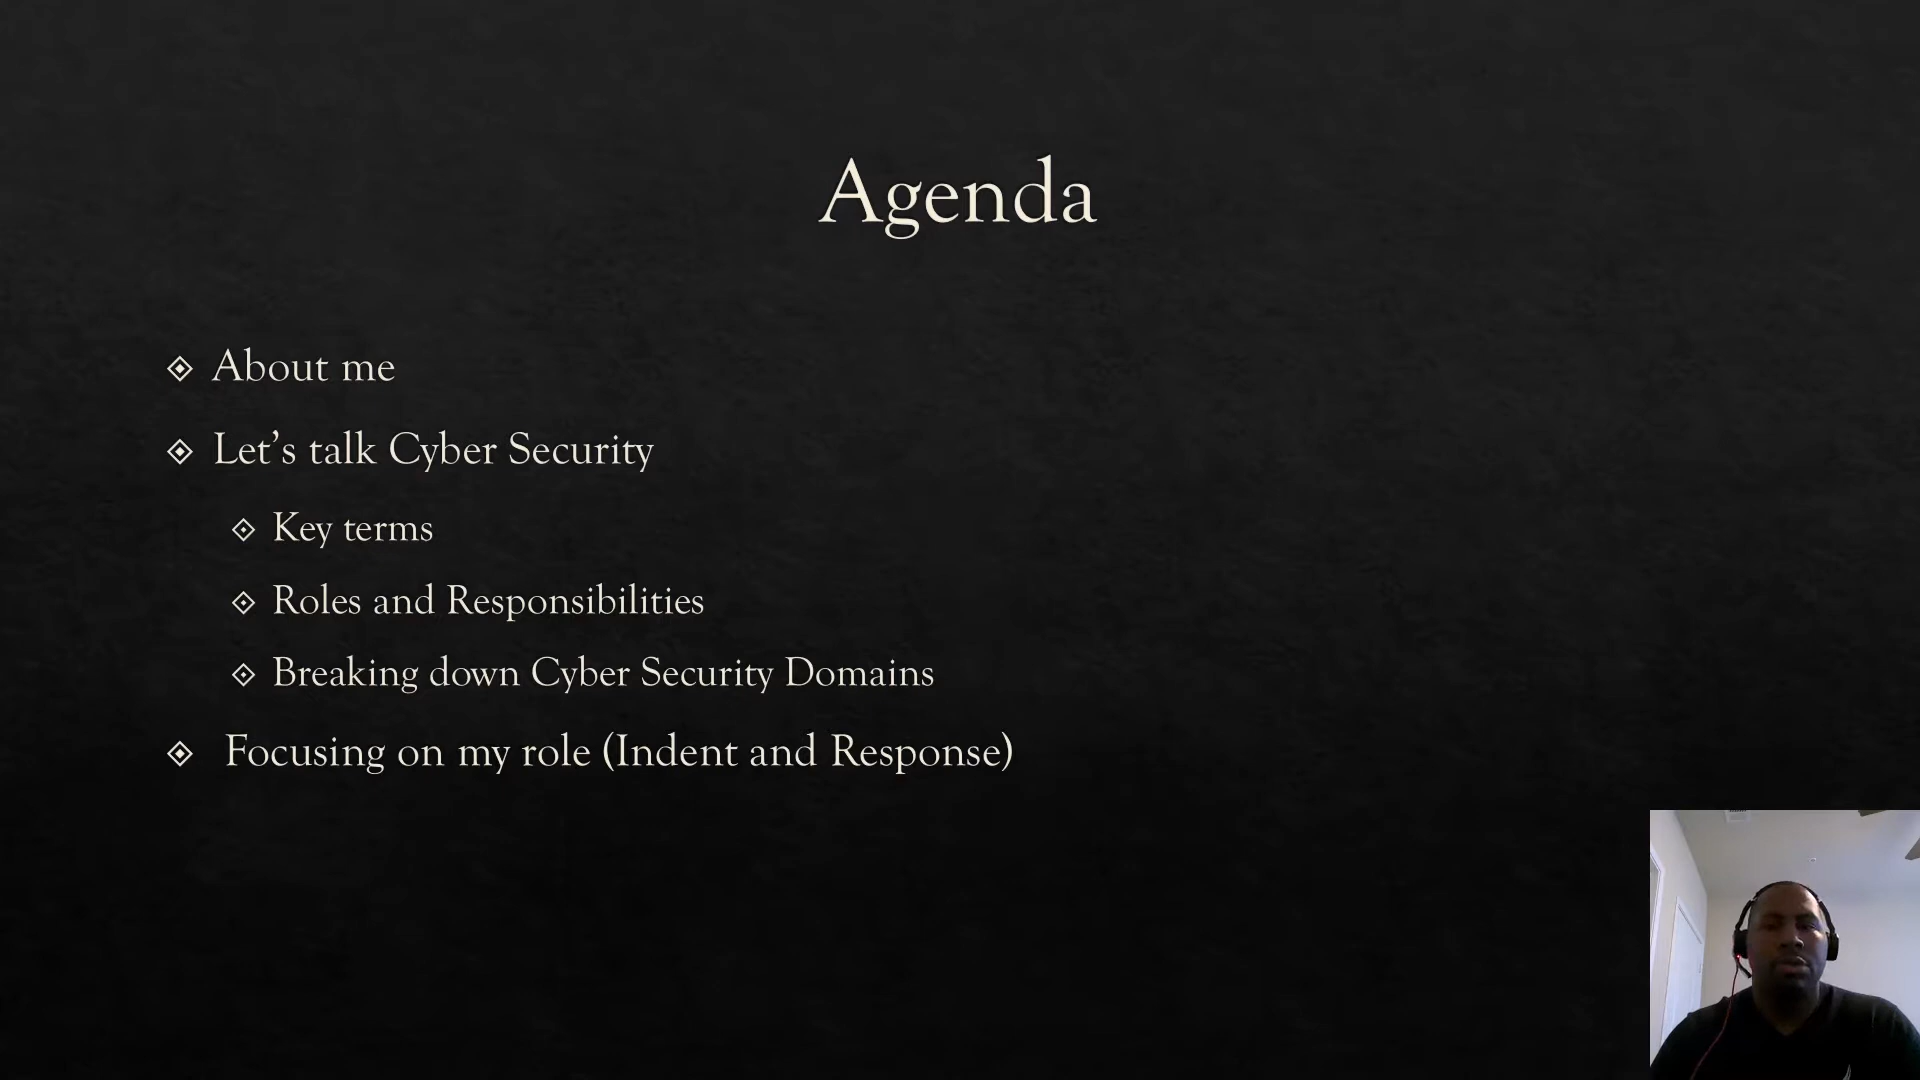 Agenda
About me
Let’s talk Cyber Security
Key terms
Roles and Responsibilities
Breaking down Cyber Security Domains
Focusing on my role (Indent and Response)